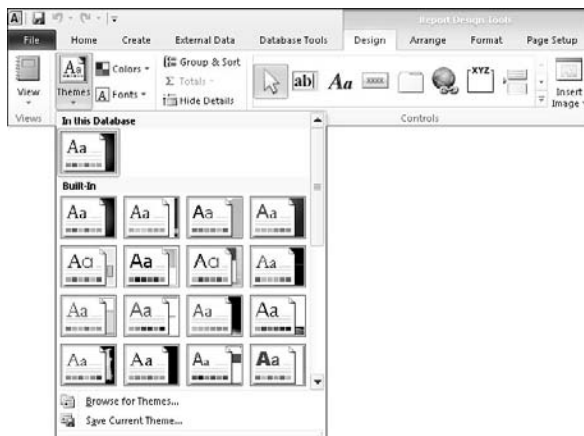 A
Report Design Tools
File Home Create External Data Database Tools Design Arrange Format Page Setup
View
Themes
Colors
Fonts
Group & Sort
Totals
Hide Details
ab
Aa
XXXX
XYZ
Insert
Image
Views
Controls
In this Database
Aa
Built-In
Aa Aa Aa Aa
Aa Aa Aa Aa
Aa Aa Aa Aa
Aa Aa Aa Aa
Browse for Themes...
Save Current Theme...